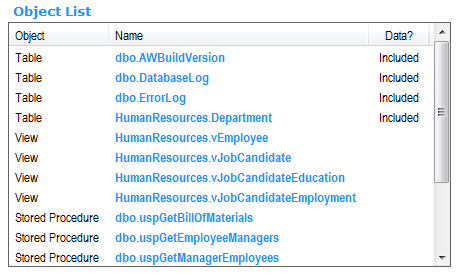 Object List
Object Name Data?
Table dbo.AWBuildVersion Included
Table dbo.DatabaseLog Included
Table dbo.ErrorLog Included
Table HumanResources.Department Included
View HumanResources.vEmployee
View HumanResources.vJobCandidate
View HumanResources.vJobCandidateEducation
View HumanResources.vJobCandidateEmployment
Stored Procedure dbo.uspGetBillOfMaterials
Stored Procedure dbo.uspGetEmployeeManagers
Stored Procedure dbo.uspGetManagerEmployees